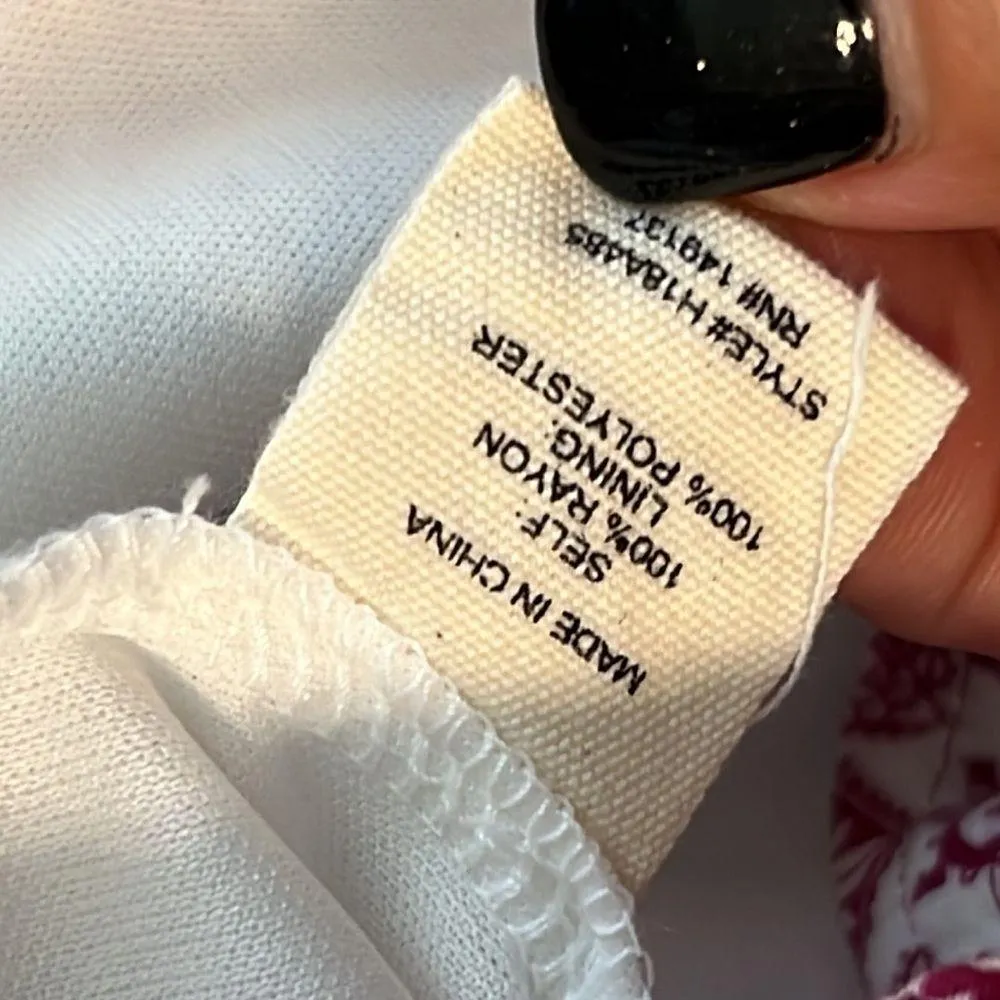 MADE IN CHINA
SELF:
100% RAYON
LINING:
100% POLYESTER
STYLE# H18A485
RN# 149137